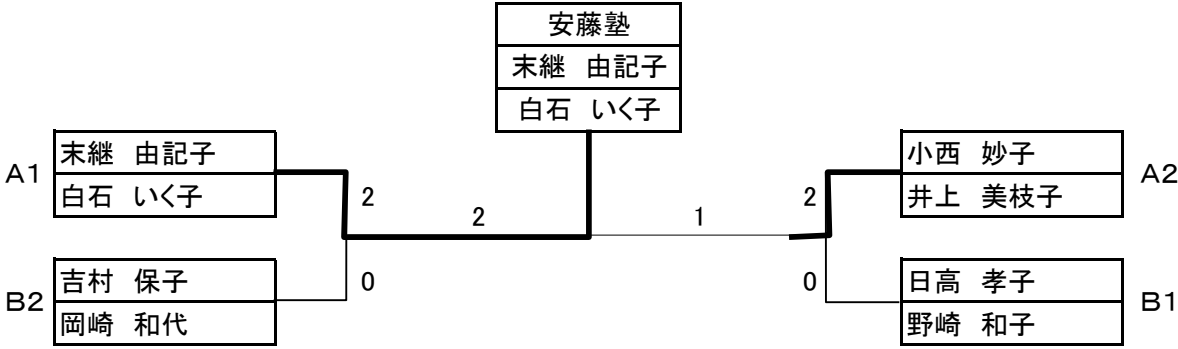 安藤塾
末継　由記子
白石　いく子
A1
末継　由記子
白石　いく子
2
2
1
2
小西　妙子
井上　美枝子
A2
B2
吉村　保子
岡崎　和代
0
0
日高　孝子
野崎　和子
B1